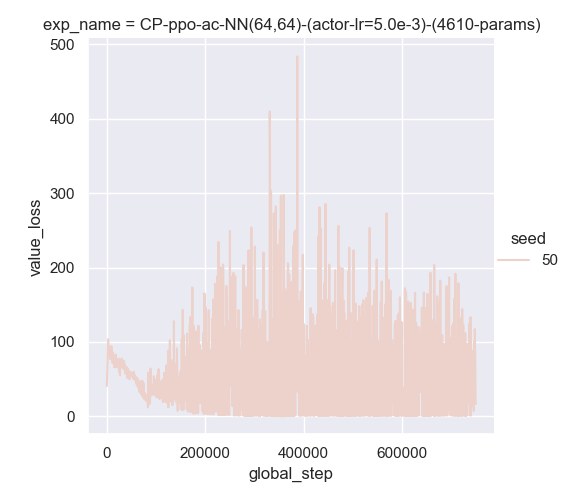 exp_name = CP-ppo-ac-NN(64,64)-(actor-lr=5.0e-3)-(4610-params)
500
400
300
200
100
0
value_loss
0
200000
400000
600000
global_step
seed
50